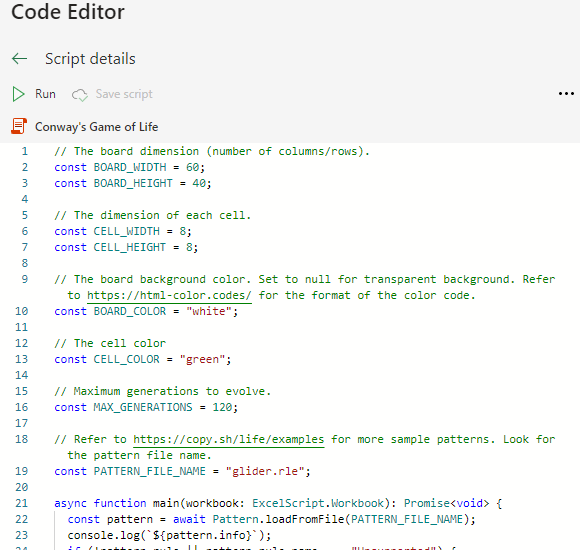 Code Editor
Script details
Run Save script
Conway's Game of Life
1 // The board dimension (number of columns/rows).
2 const BOARD_WIDTH = 60;
3 const BOARD_HEIGHT = 40;
4
5 // The dimension of each cell.
6 const CELL_WIDTH = 8;
7 const CELL_HEIGHT = 8;
8
9 // The board background color. Set to null for transparent background. Refer
to https://html-color.codes/ for the format of the color code.
10 const BOARD_COLOR = "white";
11
12 // The cell color
13 const CELL_COLOR = "green";
14
15 // Maximum generations to evolve.
16 const MAX_GENERATIONS = 120;
17
18 // Refer to https://copy.sh/life/examples for more sample patterns. Look for
the pattern file name.
19 const PATTERN_FILE_NAME = "glider.rle";
20
21 async function main(workbook: ExcelScript.Workbook): Promise<void> {
22 const pattern = await Pattern.loadFromFile(PATTERN_FILE_NAME);
23 console.log(`${pattern.info}`);